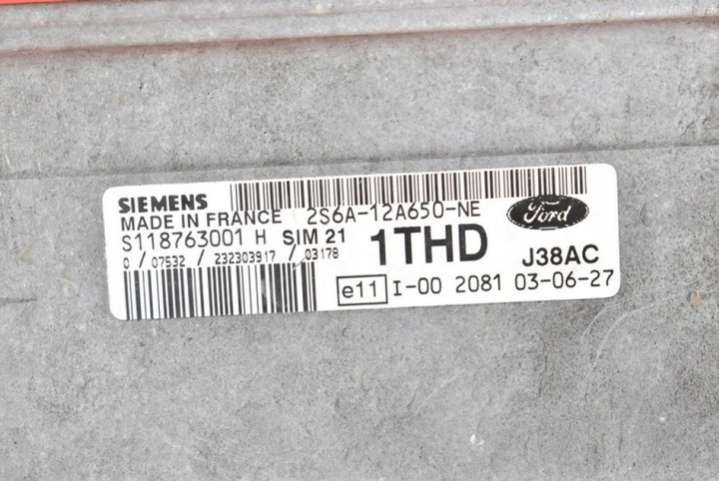 SIEMENS
MADE IN FRANCE 2S6A-12A650-NE
Ford
S118763001 H SIM 21 1THD J38AC
0 / 07532 / 232303917 / 03178
e11 I-00 2081 03-06-27